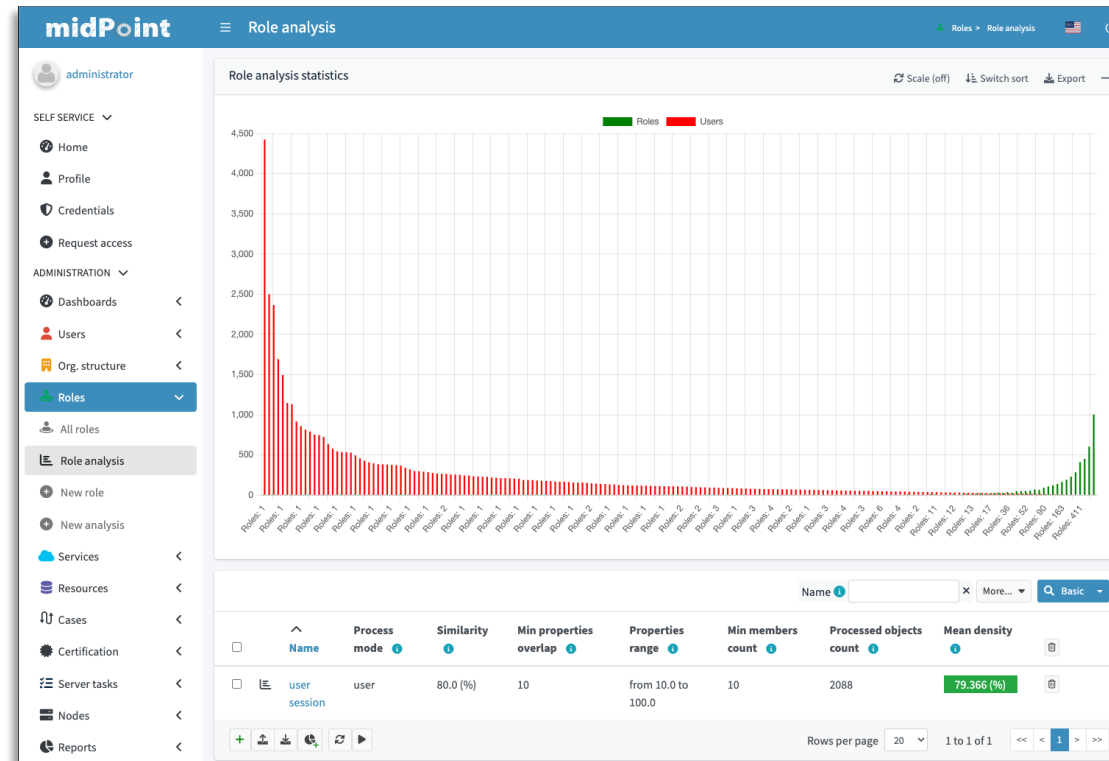 midPoint
Role analysis
Roles > Role analysis
administrator
SELF SERVICE
Home
Profile
Credentials
Request access
ADMINISTRATION
Dashboards
Users
Org. structure
Roles
All roles
Role analysis
New role
New analysis
Services
Resources
Cases
Certification
Server tasks
Nodes
Reports
Role analysis statistics
Scale (off) Switch sort Export
Roles Users
4,500
4,000
3,500
3,000
2,500
2,000
1,500
1,000
500
0
Roles: 1 Roles: 1 Roles: 1 Roles: 1 Roles: 1 Roles: 1 Roles: 1 Roles: 1 Roles: 1 Roles: 1 Roles: 2 Roles: 1 Roles: 1 Roles: 1 Roles: 1 Roles: 1 Roles: 1 Roles: 1 Roles: 2 Roles: 1 Roles: 1 Roles: 1 Roles: 1 Roles: 2 Roles: 2 Roles: 3 Roles: 1 Roles: 3 Roles: 4 Roles: 2 Roles: 1 Roles: 3 Roles: 4 Roles: 3 Roles: 6 Roles: 4 Roles: 2 Roles: 11 Roles: 12 Roles: 13 Roles: 17 Roles: 36 Roles: 52 Roles: 90 Roles: 163 Roles: 411
Name × More... Basic
Name Process mode Similarity Min properties overlap Properties range Min members count Processed objects count Mean density
user session user 80.0 (%) 10 from 10.0 to 100.0 10 2088 79.366 (%)
Rows per page 20 1 to 1 of 1 << < 1 > >>